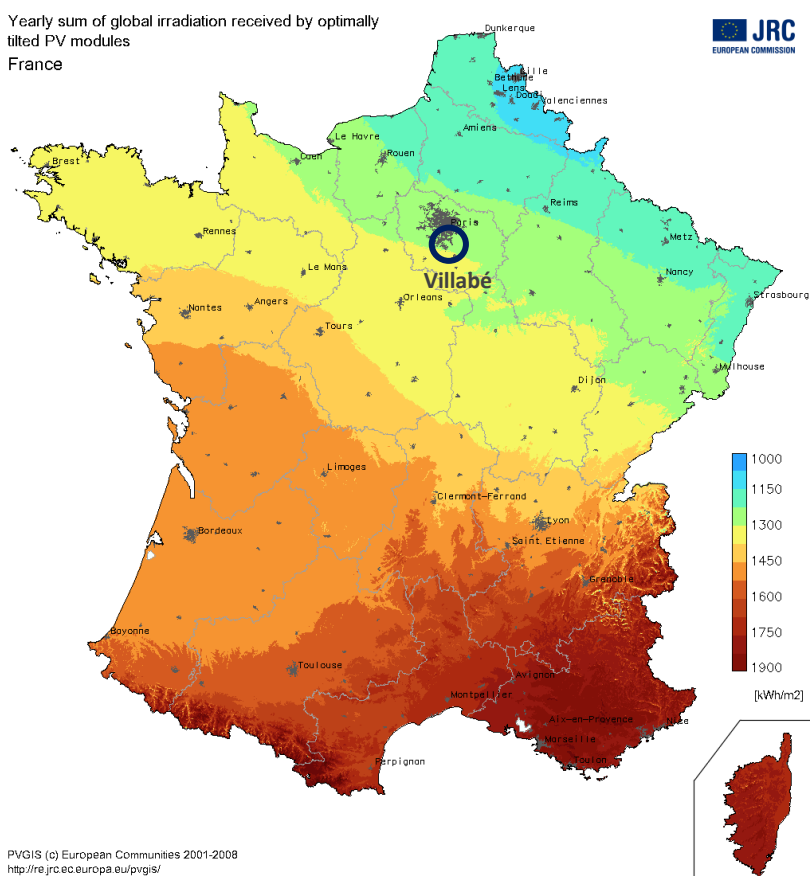 Yearly sum of global irradiation received by optimally
tilted PV modules
France
JRC
EUROPEAN COMMISSION
Dunkerque
Lille
Bethune
Lens
Douai
Valenciennes
Amiens
Le Havre
Rouen
Caen
Brest
Paris
Reims
Metz
Rennes
Nancy
Le Mans
Villabé
Strasbourg
Orleans
Nantes
Angers
Tours
Mulhouse
Dijon
Limoges
Clermont-Ferrand
Lyon
Bordeaux
Saint Etienne
Grenoble
Bayonne
Toulouse
Avignon
Montpellier
Aix-en-Provence
Nice
Marseille
Toulon
Perpignan
1000
1150
1300
1450
1600
1750
1900
[kWh/m2]
PVGIS (c) European Communities 2001-2008
http://re.jrc.ec.europa.eu/pvgis/